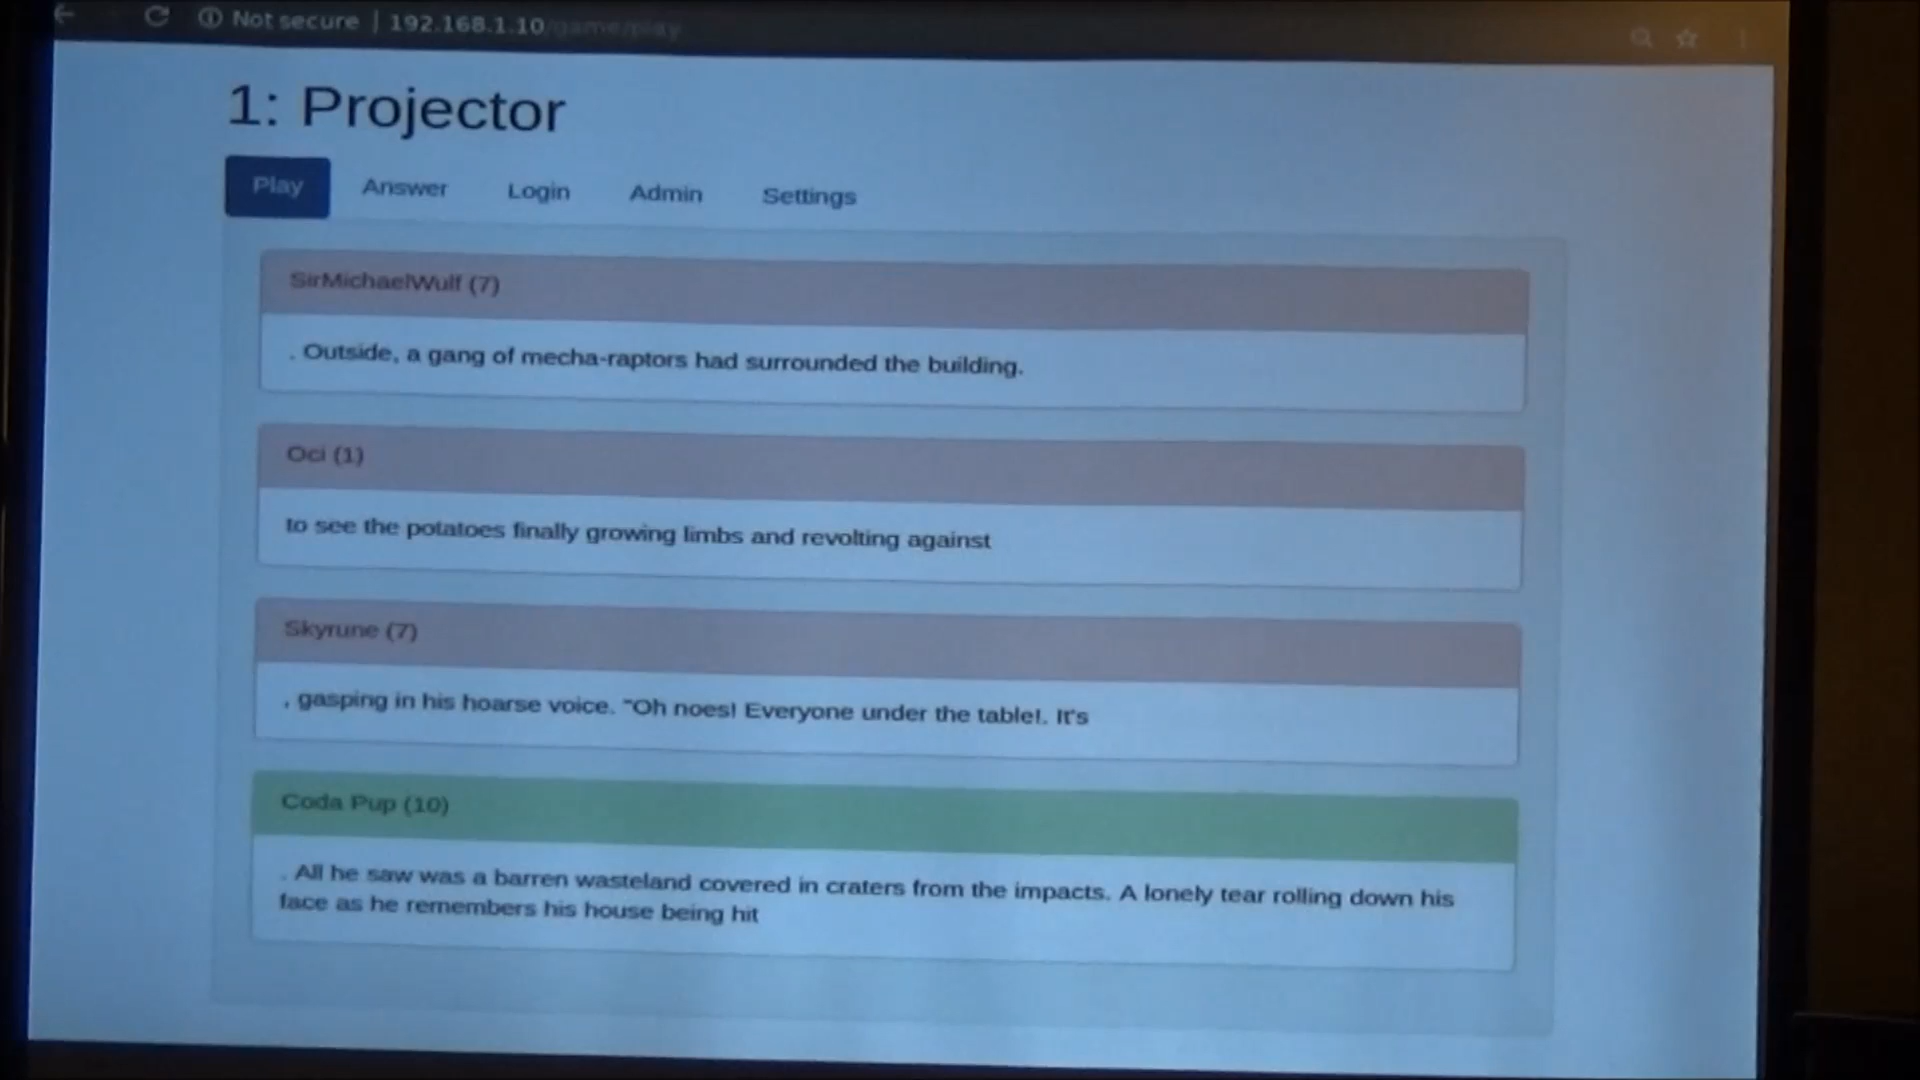 Not secure | 192.168.1.10/game/play
1: Projector
Play Answer Login Admin Settings
SirMichaelWulf (7)
. Outside, a gang of mecha-raptors had surrounded the building.
Oci (1)
to see the potatoes finally growing limbs and revolting against
Skyrune (7)
, gasping in his hoarse voice. "Oh noes! Everyone under the table!. It's
Coda Pup (10)
. All he saw was a barren wasteland covered in craters from the impacts. A lonely tear rolling down his
face as he remembers his house being hit